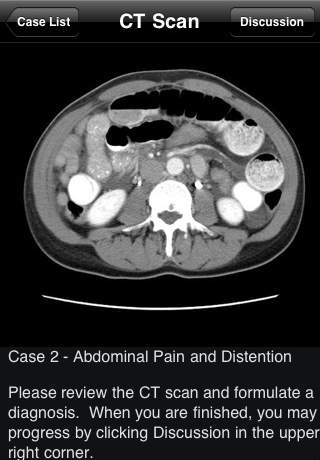 Case List CT Scan Discussion
Case 2 - Abdominal Pain and Distention
Please review the CT scan and formulate a
diagnosis.  When you are finished, you may
progress by clicking Discussion in the upper
right corner.